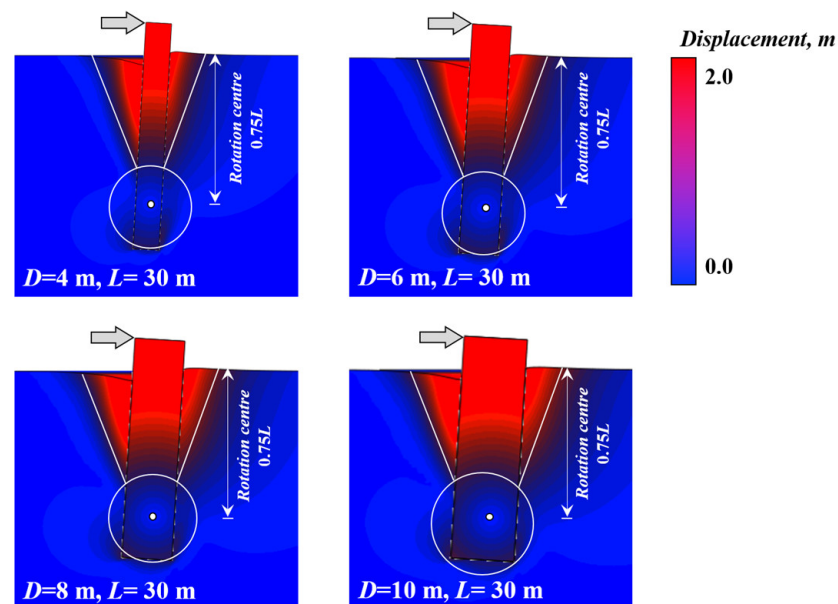 Displacement, m
2.0
0.0
Rotation centre
0.75L
D=4 m, L= 30 m
Rotation centre
0.75L
D=6 m, L= 30 m
Rotation centre
0.75L
D=8 m, L= 30 m
Rotation centre
0.75L
D=10 m, L= 30 m